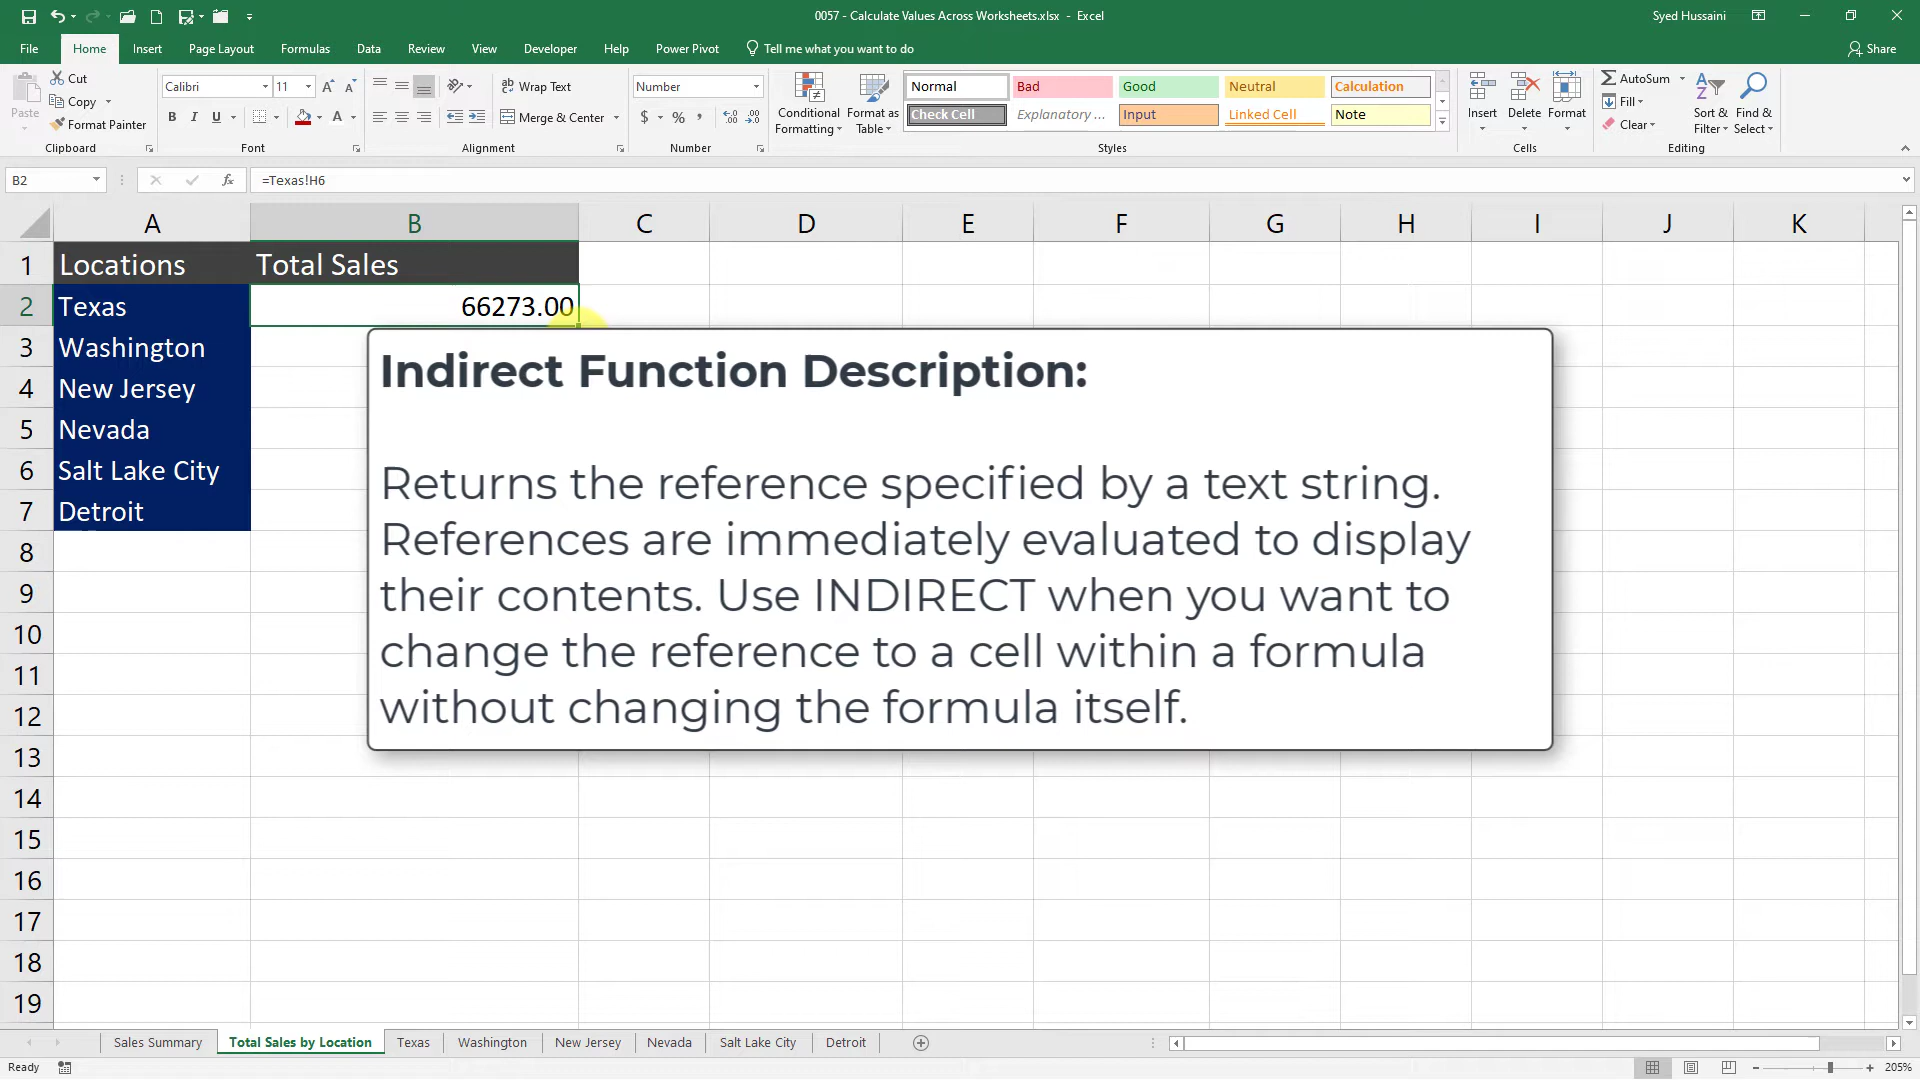 0057 - Calculate Values Across Worksheets.xlsx - Excel
Syed Hussaini
File Home Insert Page Layout Formulas Data Review View Developer Help Power Pivot Tell me what you want to do
Share
Paste
Cut
Copy
Format Painter
Calibri 11
B I U
Wrap Text
Merge & Center
Number
$ % ,
Conditional Formatting
Format as Table
Normal Bad Good Neutral Calculation
Check Cell Explanatory ... Input Linked Cell Note
Insert Delete Format
AutoSum
Fill
Clear
Sort & Filter
Find & Select
Clipboard Font Alignment Number Styles Cells Editing
B2 fx =Texas!H6
A B C D E F G H I J K
1 Locations Total Sales
2 Texas 66273.00
3 Washington
4 New Jersey
5 Nevada
6 Salt Lake City
7 Detroit
8
9
10
11
12
13
14
15
16
17
18
19
Indirect Function Description:
Returns the reference specified by a text string.
References are immediately evaluated to display
their contents. Use INDIRECT when you want to
change the reference to a cell within a formula
without changing the formula itself.
Sales Summary Total Sales by Location Texas Washington New Jersey Nevada Salt Lake City Detroit
Ready
205%